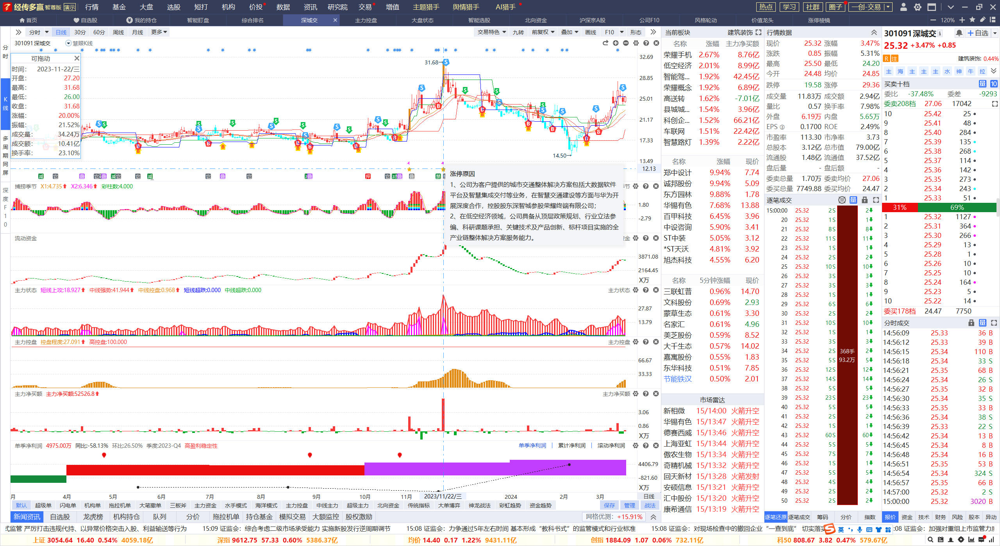 经传多赢 智尊版 演示 行情 基金 大盘 选股 短打 机构 价投 数据 资讯 研究院 交易 增值 主题猎手 舆情猎手 AI猎手 热点 学习 社群 圈子 一创-交易
首页 自选股 我的持仓 智能盯盘 综合排名 深城交 主力控盘 大盘状态 智能选股 北向资金 沪深京A股 公司F10 风格轮动 价值龙头 涨停棱镜 120%
分时 日线 30分 60分 周线 月线 更多 交易特色 九转 前复权 叠加 画线 F10 形态
301091 深城交 慧眼K线
分时
K线
多周期同屏
深度F10
可拖动
时间: 2023-11-22/三
开盘: 27.20
最高: 31.68
最低: 26.00
收盘: 31.68
涨幅: 20.00%
振幅: 21.52%
成交量: 34.24万
成交额: 10.41亿
换手率: 23.10%
31.68
14.50
32.69
28.85
25.01
21.17
17.33
13.49
12.13
涨停原因
1、公司为客户提供的城市交通整体解决方案包括大数据软件
平台及智慧集成交付等业务，在智慧交通建设等方面与华为开
展深度合作，控股股东深智城参股荣耀终端有限公司；
2、在低空经济领域，公司具备从顶层政策规划、行业立法参
编、科研课题承担、关键技术及产品创新、标杆项目实施的全
产业链整体解决方案服务能力。
捕捞季节 X1:4.735 X2:6.346 彩柱数:4.000
1.80
-2.79
流动资金
3871.08
2164.45
X万
主力状态 短线上攻:18.927 中线强势:41.944 中线控盘:0.968 短线超跌:0.000 中线超跌:0.000 主力状态
27.87
13.79
主力控盘 控盘程度:27.091 高控盘:100.000 主力控盘
66.67
33.33
主力净买额 主力净买额:52526.8 主力净买额
3.06
0.86
X万
单季净利润 4975.00万 同比:-58.13% 环比:26.50% 季度:2023-Q4 高盈利稳定性 单季净利润 累计净利润 滚动净利润
4406.79
-821.60
X万
月 4月 5月 6月 7月 8月 9月 10月 11月 2023/11/22/三 2024 2月 3月 日线
默认 超级单 闪电单 机构单 拖拉机单 大笔撤单 三板斧 主力资金 水手模式 海洋模式 主力控盘 中线主力 超级主力 北向资金 传统指标 大单博弈 神龙战法 彩虹趋势 资金趋势 保存 管理 战法
新闻资讯 自选股 龙虎榜 机构持仓 队列 分价 拖拉机单 持仓基金 模拟交易 大额监控 股权激励 网格优测: +15.91%
当前板块 建筑装饰
名称 涨幅 主力净买额
荣耀手机 2.67% 8.76亿
低空经济 2.01% 8.99亿
智能驾... 1.92% 42.45亿
荣耀概念 1.92% 6.89亿
高送转 1.62% -7.01亿
县城城... 1.54% 3.96亿
科创企... 1.52% 66.21亿
车联网 1.51% 22.42亿
智慧路灯 1.39% 2.22亿
名称 涨幅 现价
郑中设计 9.94% 7.74
诚邦股份 9.94% 5.09
东方园林 9.88% 1.78
华锡有色 7.68% 13.88
百甲科技 6.45% 3.96
中设咨询 5.90% 3.41
ST中装 5.05% 3.12
*ST天沃 4.81% 3.92
旭杰科技 4.55% 6.20
名称 5分钟涨幅 现价
三联虹普 0.96% 14.70
文科股份 0.69% 2.93
蒙草生态 0.61% 3.30
名家汇 0.61% 4.96
美芝股份 0.59% 8.52
大千生态 0.57% 14.02
嘉寓股份 0.55% 1.83
东华科技 0.51% 7.85
节能铁汉 0.50% 2.01
市场雷达
新相微 15/14:00 火箭升空
华锡有色 15/13:47 火箭升空
德赛西威 15/13:46 火箭升空
上海亚虹 15/13:44 火箭升空
傲农生物 15/13:34 火箭升空
奇精机械 15/13:32 火箭升空
回天新材 15/13:28 火箭发射
安硕信息 15/13:21 火箭升空
汇中股份 15/13:20 火箭升空
康希通信 15/13:19 火箭升空
行情数据
现价 25.32 涨幅 3.47%
涨跌 0.85 振幅 5.31%
最高 25.50 最低 24.20
今开 24.48 均价 24.85
跌停 19.58 涨停 29.36
成交量 11.83万 成交额 2.94亿
量比 0.57 换手率 7.98%
外盘 6.19万 内盘 5.65万
EPS ③ 0.1700 ROE 2.49%
市盈率 113.30 市净率 3.73
总股本 3.12亿 总市值 79.00亿
流通股 1.48亿 流通值 37.52亿
盘后量 - 盘后额 -
委卖总量 1.70万 委卖均价 27.06
委买总量 7749.88 委买均价 24.47
逐笔成交
15:00:00 25.32 2 S 2
20 25.32 1 S 1
21 25.32 8 S 8
22 25.32 11 S 11
23 25.32 1 S 1
24 25.32 2 S 2
25 25.32 10 S 10
26 25.32 3 S 3
27 25.32 3 S 3
28 25.32 1 S 1
29 25.32 6 S 6
30 25.32 2 S 2
31 25.32 10 S 10
32 25.32 1 S 1
33 25.32 3 S 3
34 25.32 2 S 368手 2
35 25.32 5 S 93.2万 5
36 25.32 12 S 12
37 25.32 14 S 14
38 25.32 5 S 5
39 25.32 23 S 23
40 25.32 5 S 5
41 25.32 2 S 2
42 25.32 1 S 1
43 25.32 60 S 60
44 25.32 5 S 5
45 25.32 7 S 7
46 25.32 1 S 1
47 25.32 5 S 5
48 25.32 4 S 4
49 25.32 2 S 2
50 25.32 2 S 2
逐笔还原 逐笔成交 筹码 分价 指数
301091 深城交 自选
25.32 +3.47% +0.85
R 注 建筑装饰: 0.44%
主 海 主 主 主 水 神 牛 拉
买卖十档 量 10
委比 -37.48% 委差 -9293
委卖208档 27.06 17042
10 25.42 25
9 25.41 48
8 25.40 284
7 25.39 135
6 25.38 268
5 25.37 114
4 25.36 142
3 25.35 273
2 25.34 243
1 25.33 51
31% 69%
1 25.32 1127
2 25.31 364
3 25.30 266
4 25.29 13
5 25.28 1
6 25.26 10
7 25.25 10
8 25.24 164
9 25.23 5
10 25.22 14
委买178档 24.47 7750
分时成交 量
14:56:09 25.33 36 B
14:56:12 25.33 39 B
14:56:15 25.34 110 B
14:56:18 25.34 33 S
14:56:21 25.35 68 B
14:56:24 25.34 26 S
14:56:27 25.35 32 B
14:56:30 25.34 35 S
14:56:33 25.35 33 B
14:56:36 25.34 38 S
14:56:39 25.33 22 S
14:56:42 25.34 13 B
14:56:45 25.34 8 B
14:56:48 25.34 16 B
14:56:51 25.35 53 B
14:56:54 25.34 324 S
14:56:57 25.35 66 B
14:57:00 25.32 2 S
15:00:00 25.32 3020 B
报价 资金 技术 财务 风险 股本 异动
式监管 严厉打击违规代持、以异常价格突击入股、利益输送等行为 15:09 证监会：综合考虑二级市场承受能力 实施新股发行逆周期调节 15:08 证监会：力争通过5年左右时间 基本形成“教科书式”的监管模式和行业标准 15:08 证监会：对现场检查中的撤回企业“一查到底” 切实落实 英 :08 证监会：加强对重组上市监管力度
上证 3054.64 16.40 0.54% 4059.18亿 深指 9612.75 57.33 0.60% 5386.37亿 均价 14.40 0.17 1.22% 9431.11亿 创指 1884.09 1.07 0.06% 732.11亿 科50 808.67 3.82 0.47% 579.67亿